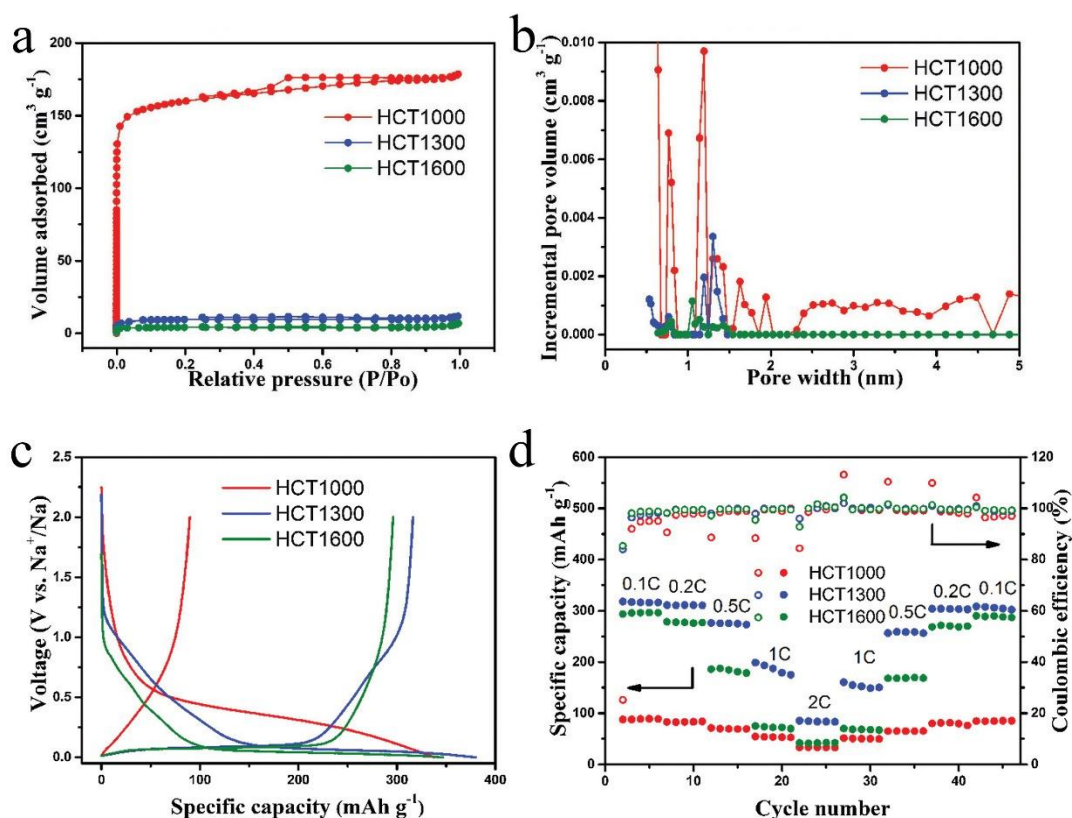 a
200
150
100
50
0
Volume adsorbed (cm³ g⁻¹)
HCT1000
HCT1300
HCT1600
0.0 0.2 0.4 0.6 0.8 1.0
Relative pressure (P/Po)
b
0.010
0.008
0.006
0.004
0.002
0.000
Incremental pore volume (cm³ g⁻¹)
HCT1000
HCT1300
HCT1600
0 1 2 3 4 5
Pore width (nm)
c
2.5
2.0
1.5
1.0
0.5
0.0
Voltage (V vs. Na⁺/Na)
HCT1000
HCT1300
HCT1600
0 100 200 300 400
Specific capacity (mAh g⁻¹)
d
600
500
400
300
200
100
0
Specific capacity (mAh g⁻¹)
120
100
80
60
40
20
0
Coulombic efficiency (%)
HCT1000
HCT1300
HCT1600
0.1C 0.2C 0.5C 1C 2C 1C 0.5C 0.2C 0.1C
0 10 20 30 40
Cycle number